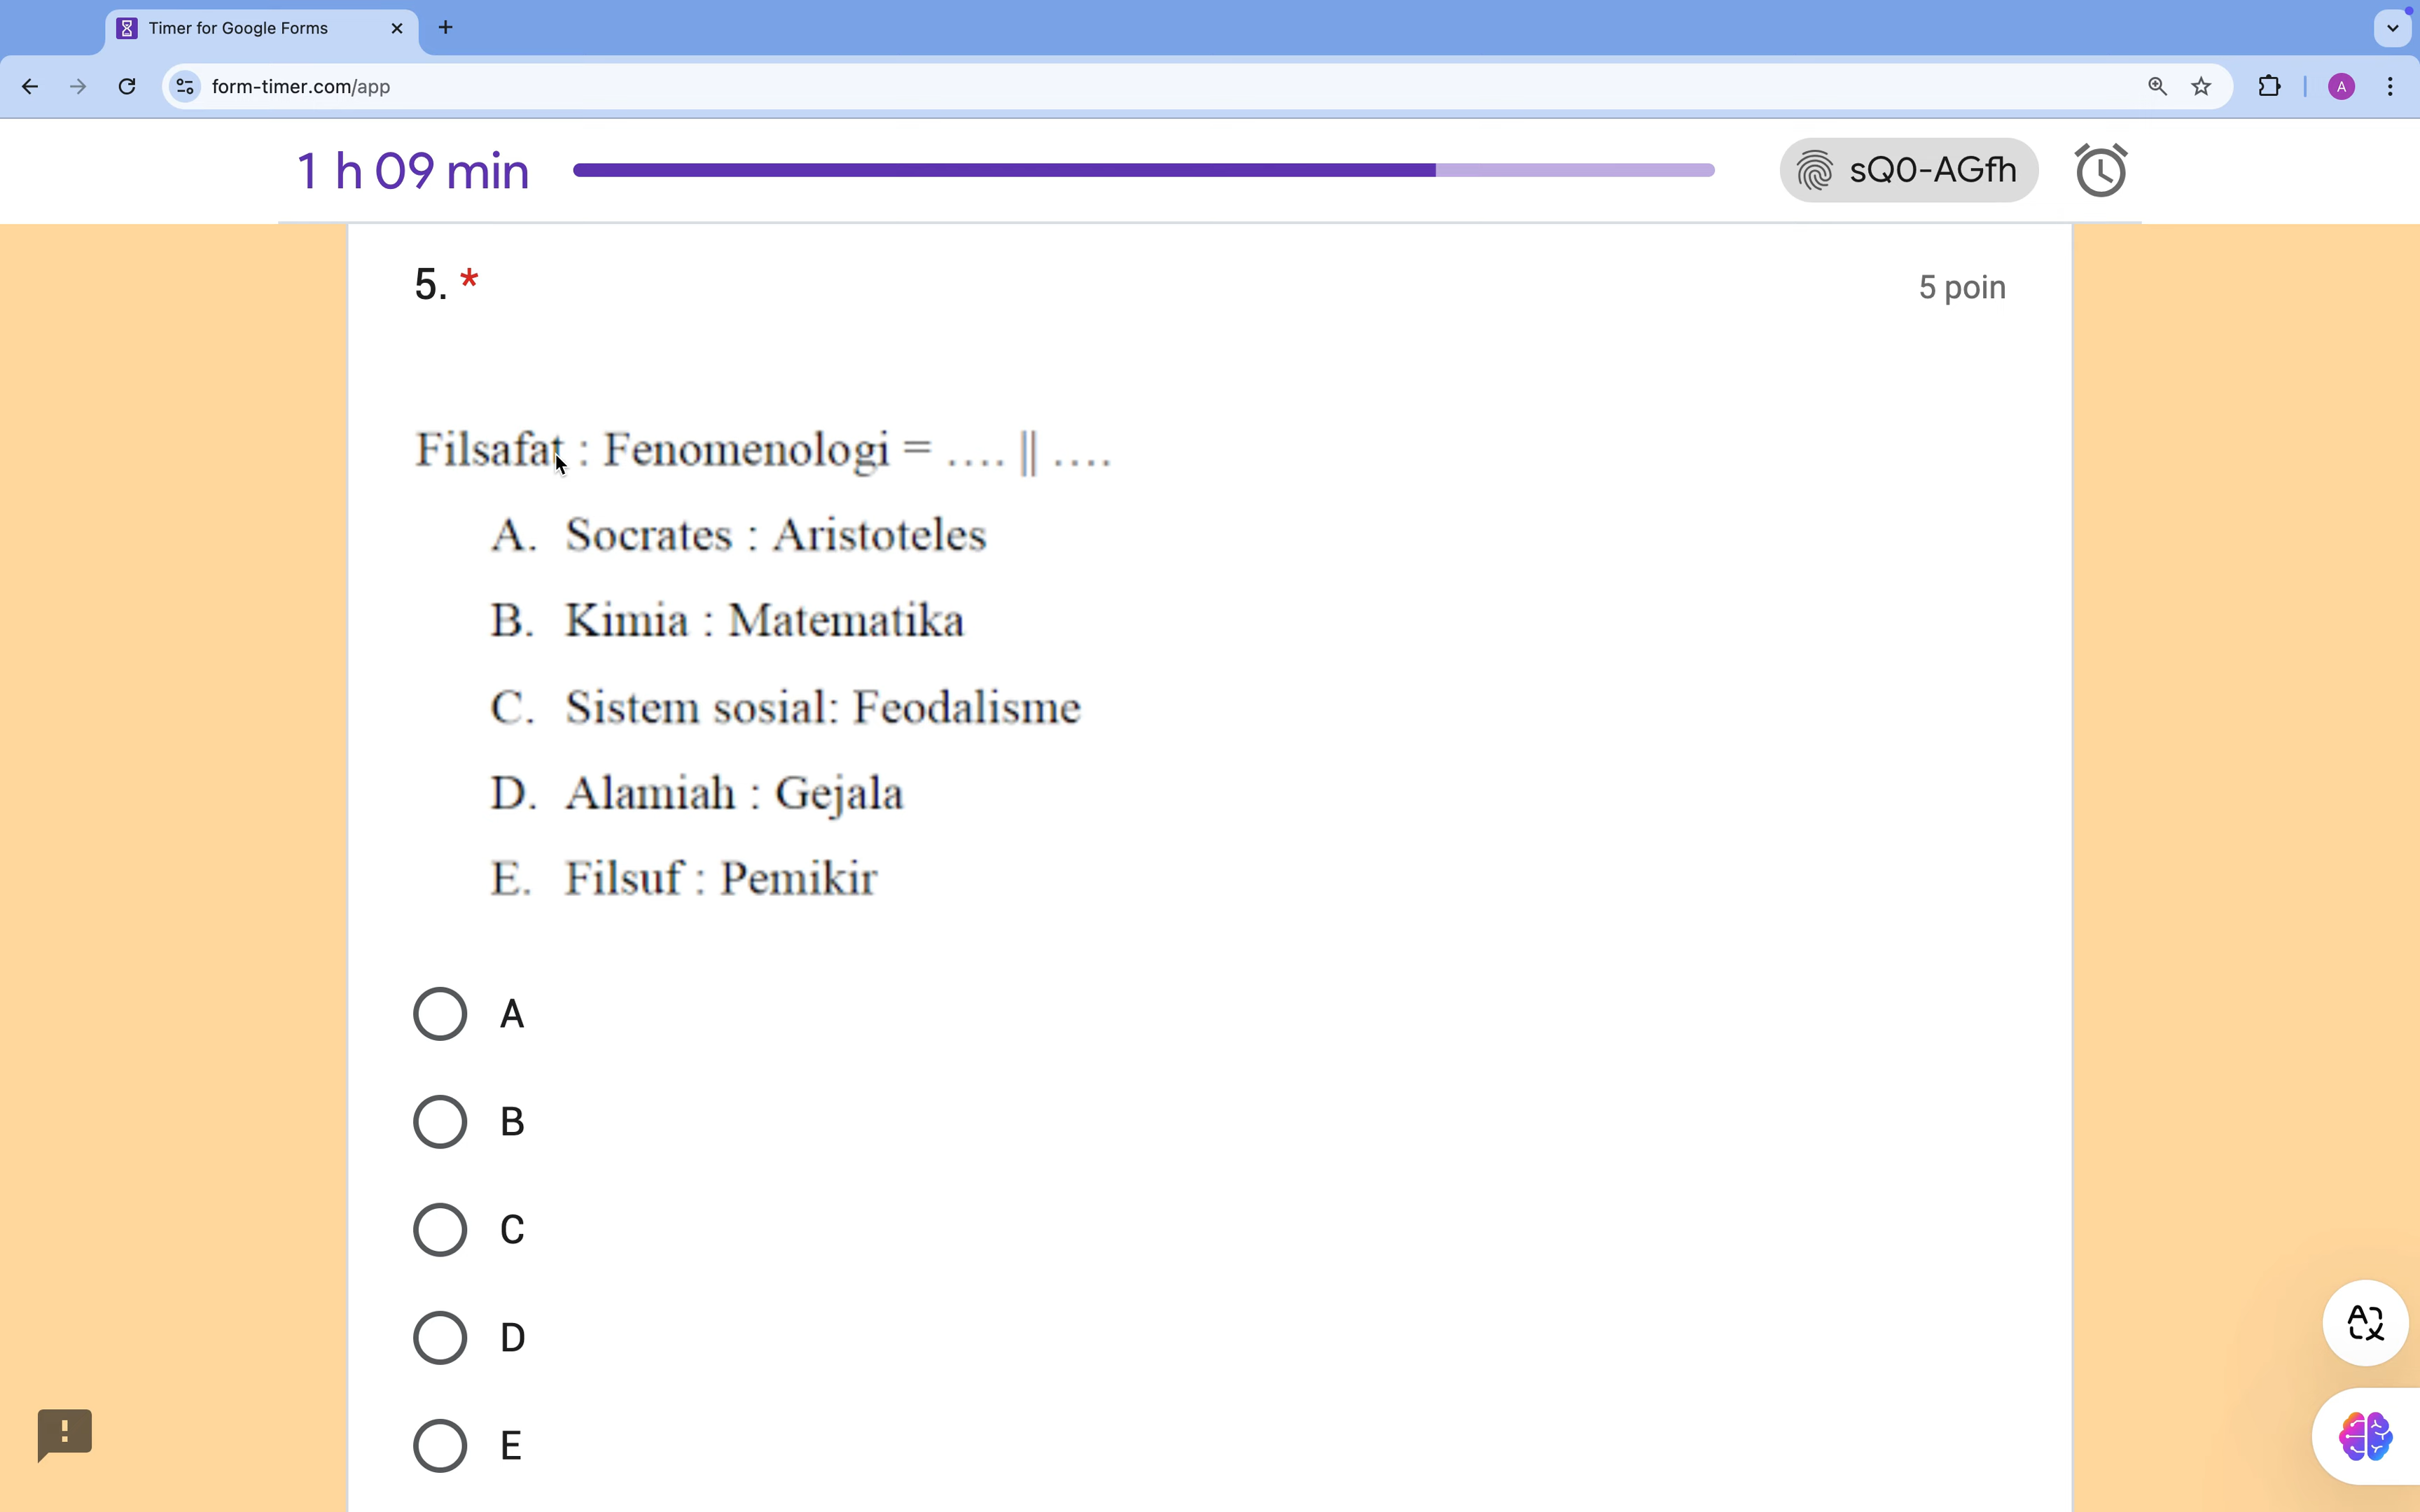 Timer for Google Forms
form-timer.com/app
A
1 h 09 min
sQ0-AGfh
5. *
5 poin
Filsafat : Fenomenologi = .... || ....
A. Socrates : Aristoteles
B. Kimia : Matematika
C. Sistem sosial: Feodalisme
D. Alamiah : Gejala
E. Filsuf : Pemikir
A
B
C
D
E